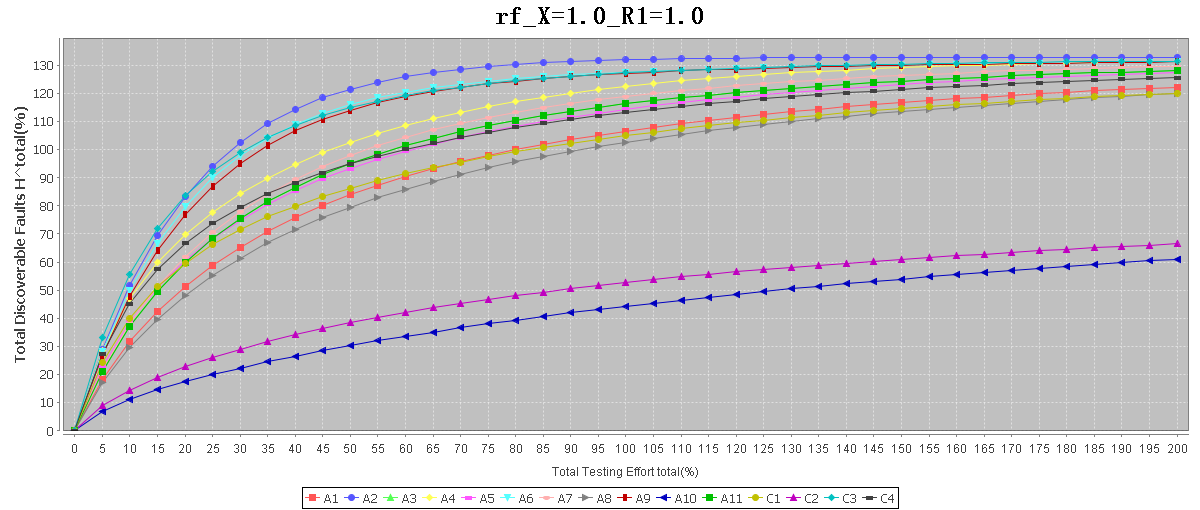 rf_X=1.0_R1=1.0
Total Discoverable Faults H^total(%)
130
120
110
100
90
80
70
60
50
40
30
20
10
0
0 5 10 15 20 25 30 35 40 45 50 55 60 65 70 75 80 85 90 95 100 105 110 115 120 125 130 135 140 145 150 155 160 165 170 175 180 185 190 195 200
Total Testing Effort total(%)
A1 A2 A3 A4 A5 A6 A7 A8 A9 A10 A11 C1 C2 C3 C4